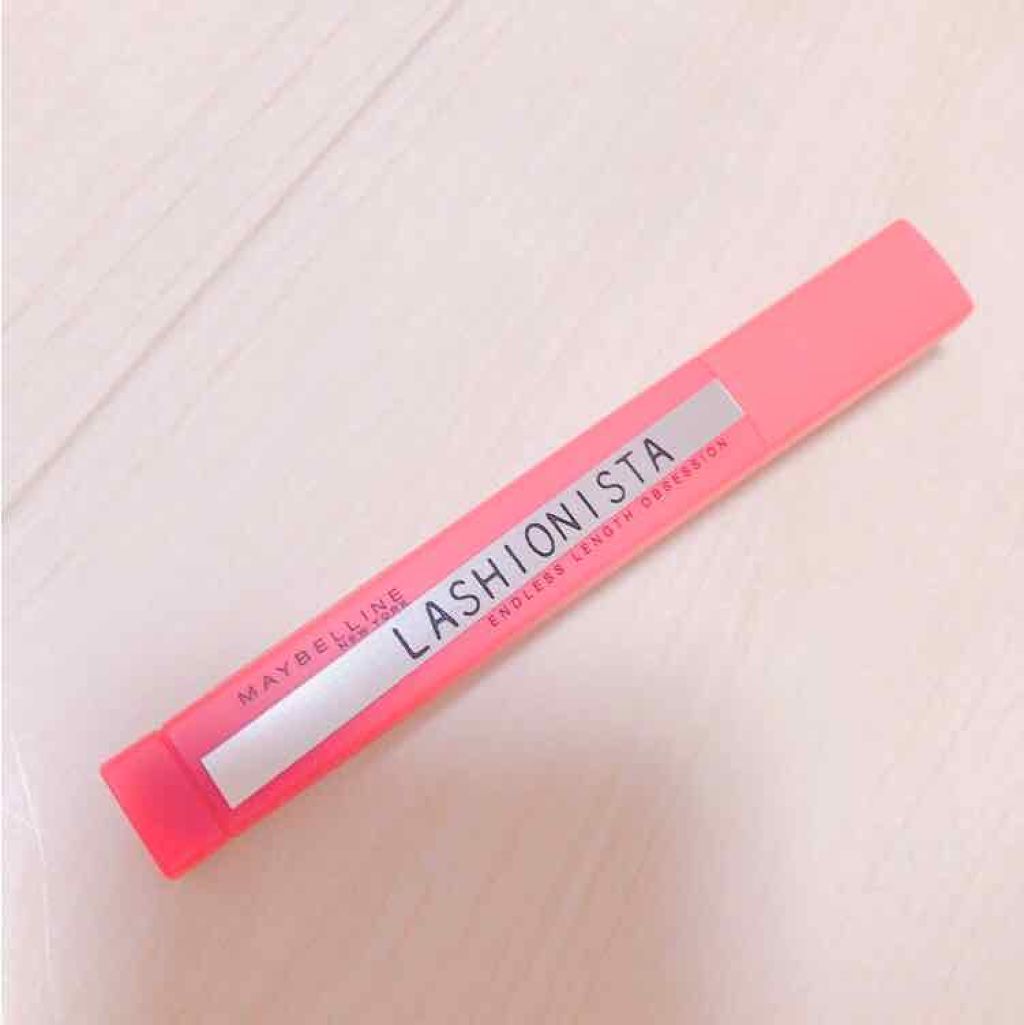 MAYBELLINE
NEW YORK
LASHIONISTA
ENDLESS LENGTH OBSESSION